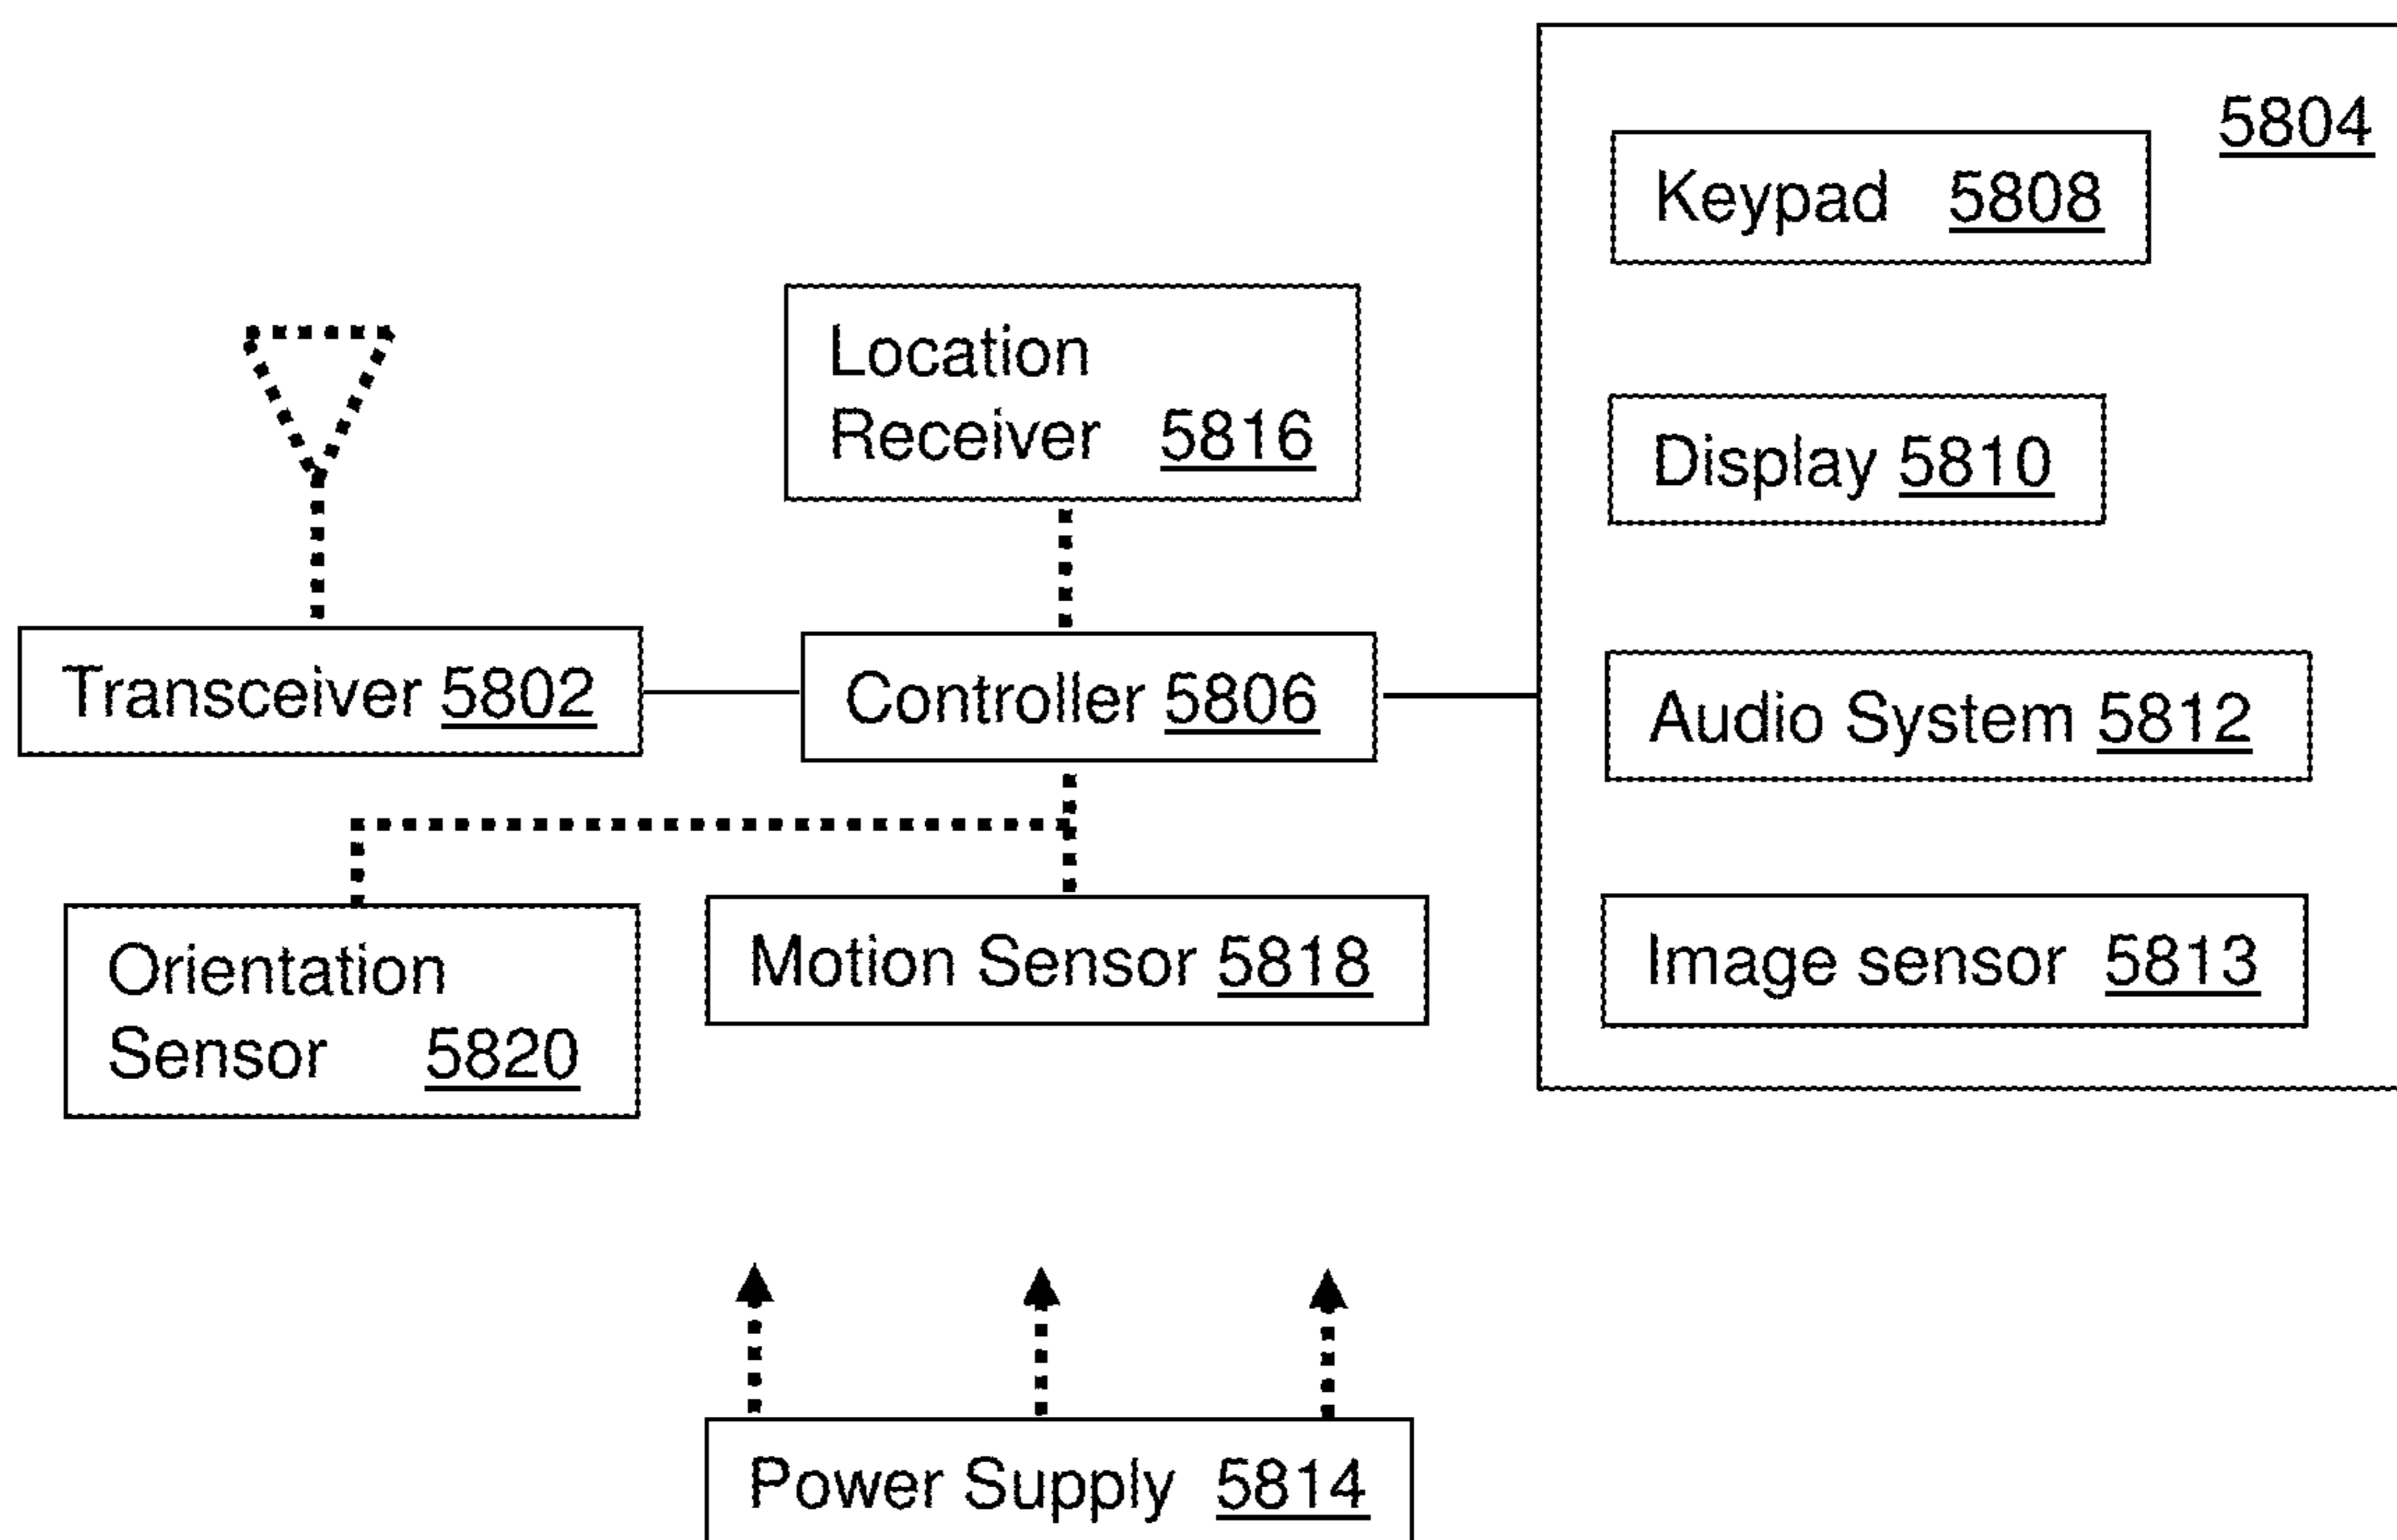 5804
Keypad 5808
Location
Receiver 5816
Display 5810
Transceiver 5802
Controller 5806
Audio System 5812
Orientation
Sensor 5820
Motion Sensor 5818
Image sensor 5813
Power Supply 5814